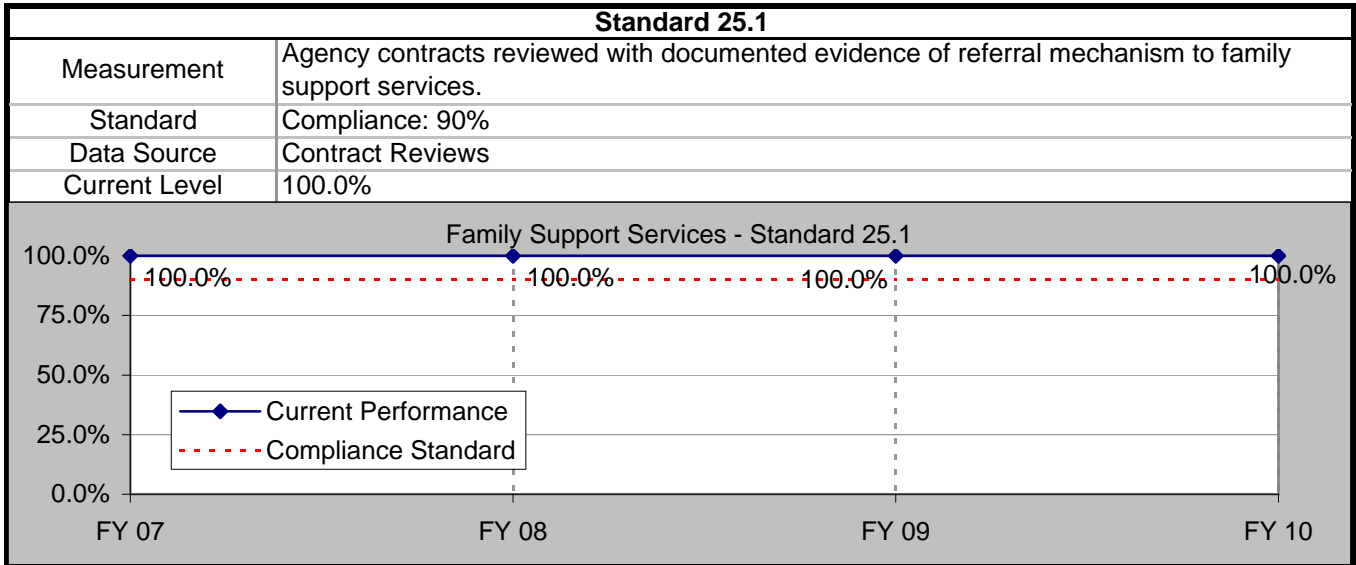 Standard 25.1
Measurement
Agency contracts reviewed with documented evidence of referral mechanism to family
support services.
Standard
Compliance: 90%
Data Source
Contract Reviews
Current Level
100.0%
Family Support Services - Standard 25.1
100.0%
100.0%
100.0%
100.0%
100.0%
75.0%
50.0%
25.0%
0.0%
Current Performance
Compliance Standard
FY 07
FY 08
FY 09
FY 10